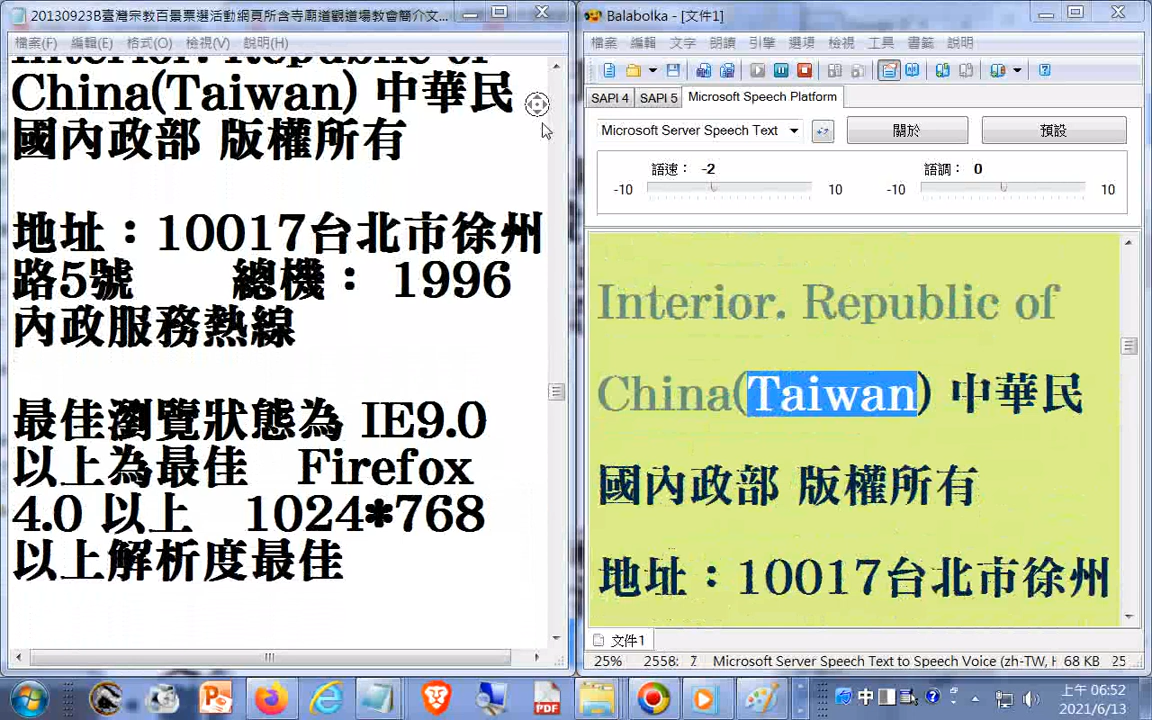 20130923B臺灣宗教百景票選活動網頁所含寺廟道觀道場教會簡介文...
檔案(F) 編輯(E) 格式(O) 檢視(V) 說明(H)
Interior. Republic of
China(Taiwan) 中華民
國內政部 版權所有
地址：10017台北市徐州
路5號 總機： 1996
內政服務熱線
最佳瀏覽狀態為 IE9.0
以上為最佳 Firefox
4.0 以上 1024*768
以上解析度最佳
Balabolka - [文件1]
檔案 編輯 文字 朗讀 引擎 選項 檢視 工具 書籤 說明
SAPI 4 SAPI 5 Microsoft Speech Platform
Microsoft Server Speech Text 關於 預設
語速： -2 語調： 0
-10 10 -10 10
Interior. Republic of
China(Taiwan) 中華民
國內政部 版權所有
地址：10017台北市徐州
文件1
25% 2558: 7 Microsoft Server Speech Text to Speech Voice (zh-TW, H 68 KB 25
PDF 中 上午 06:52
2021/6/13